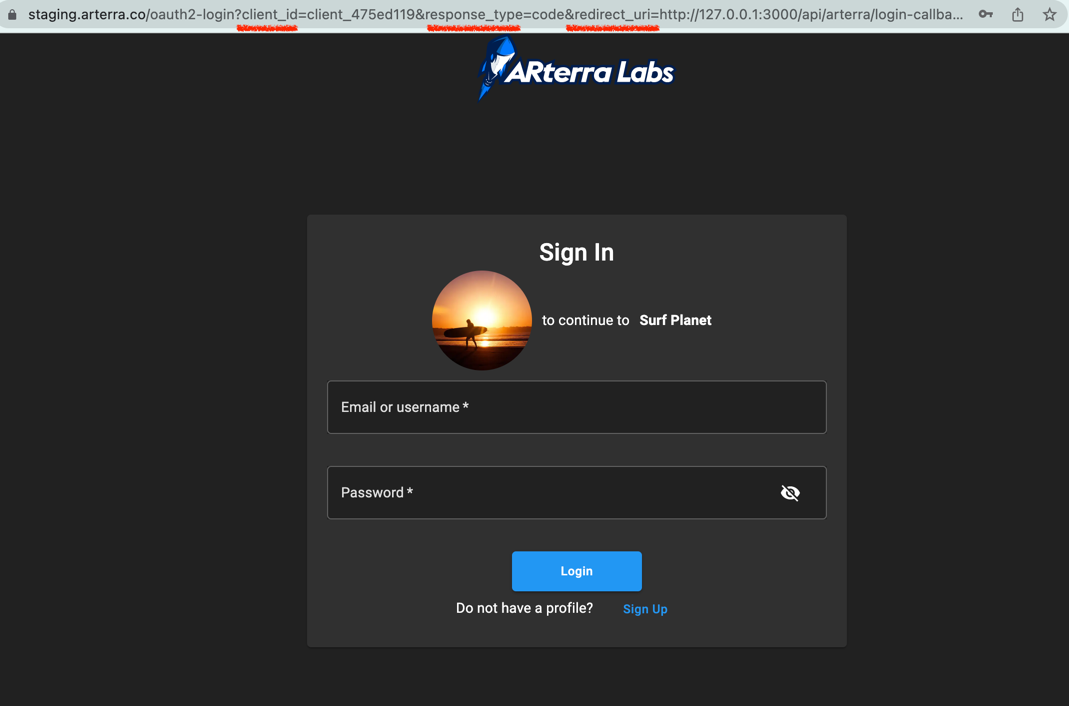 staging.arterra.co/oauth2-login?client_id=client_475ed119&response_type=code&redirect_uri=http://127.0.0.1:3000/api/arterra/login-callba...
ARterra Labs
Sign In
to continue to Surf Planet
Email or username *
Password *
Login
Do not have a profile? Sign Up